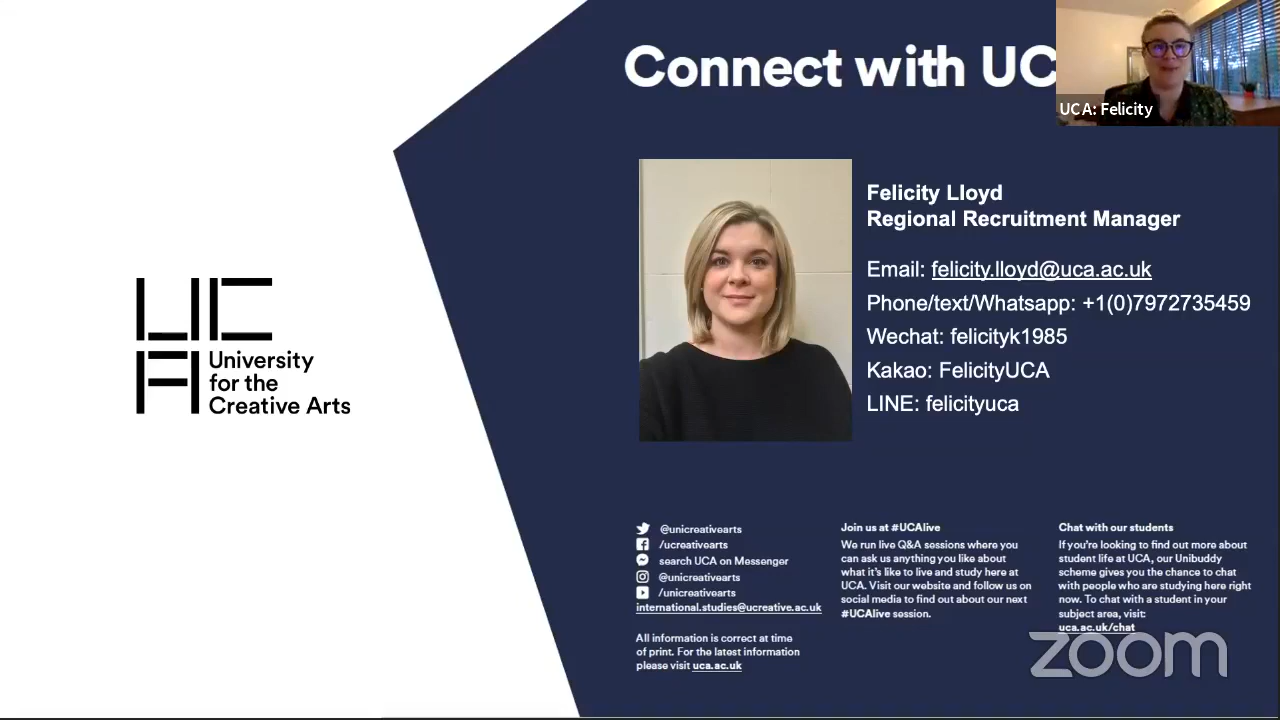 Connect with UC
UCA: Felicity
Felicity Lloyd
Regional Recruitment Manager
Email: felicity.lloyd@uca.ac.uk
Phone/text/Whatsapp: +1(0)7972735459
Wechat: felicityk1985
Kakao: FelicityUCA
LINE: felicityuca
UC
A University
for the
Creative Arts
@unicreativearts
/ucreativearts
search UCA on Messenger
@unicreativearts
/unicreativearts
international.studies@ucreative.ac.uk
All information is correct at time
of print. For the latest information
please visit uca.ac.uk
Join us at #UCAlive
We run live Q&A sessions where you
can ask us anything you like about
what it's like to live and study here at
UCA. Visit our website and follow us on
social media to find out about our next
#UCAlive session.
Chat with our students
If you're looking to find out more about
student life at UCA, our Unibuddy
scheme gives you the chance to chat
with people who are studying here right
now. To chat with a student in your
subject area, visit:
uca.ac.uk/chat
zoom